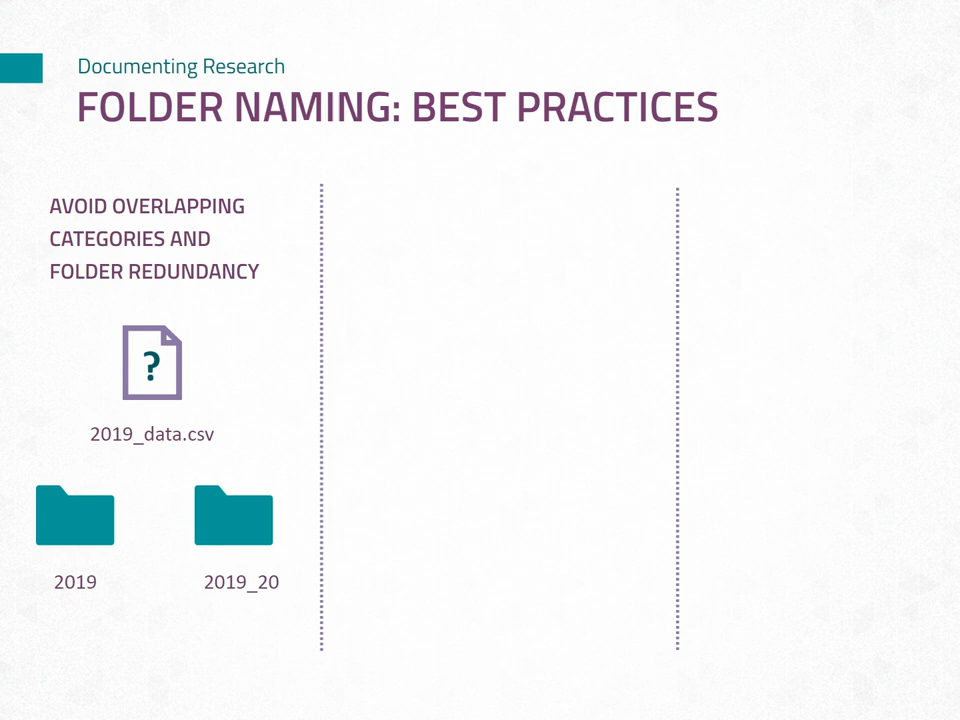 Documenting Research
FOLDER NAMING: BEST PRACTICES
AVOID OVERLAPPING
CATEGORIES AND
FOLDER REDUNDANCY
?
2019_data.csv
2019
2019_20